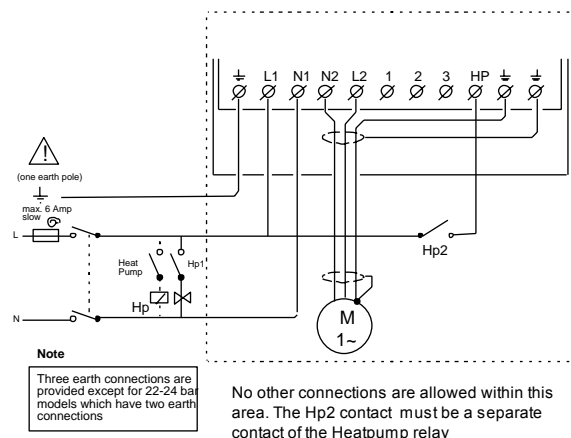 L1 N1 N2 L2 1 2 3 HP
(one earth pole)
max. 6 Amp
slow
L
Heat
Pump
Hp1
Hp2
Hp
N
M
1~
Note
Three earth connections are
provided except for 22-24 bar
models which have two earth
connections
No other connections are allowed within this
area. The Hp2 contact must be a separate
contact of the Heatpump relay